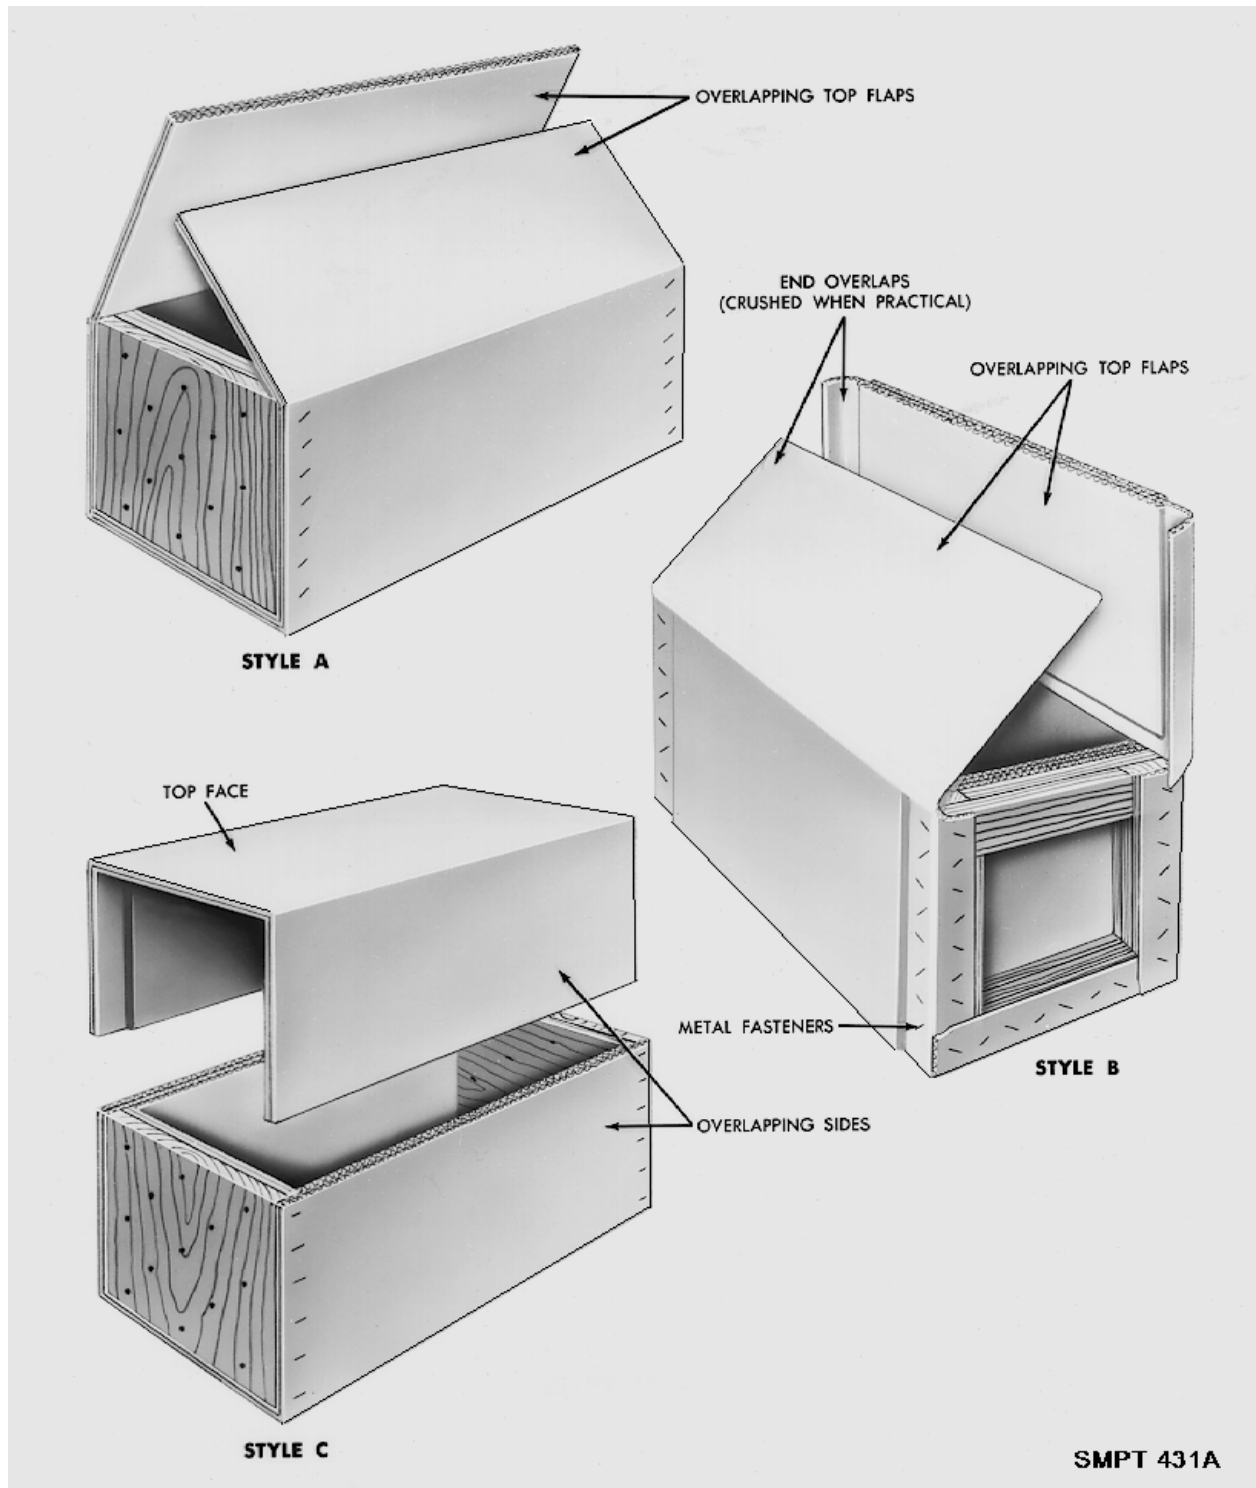 OVERLAPPING TOP FLAPS
END OVERLAPS
(CRUSHED WHEN PRACTICAL)
OVERLAPPING TOP FLAPS
STYLE A
TOP FACE
METAL FASTENERS
STYLE B
OVERLAPPING SIDES
STYLE C
SMPT 431A